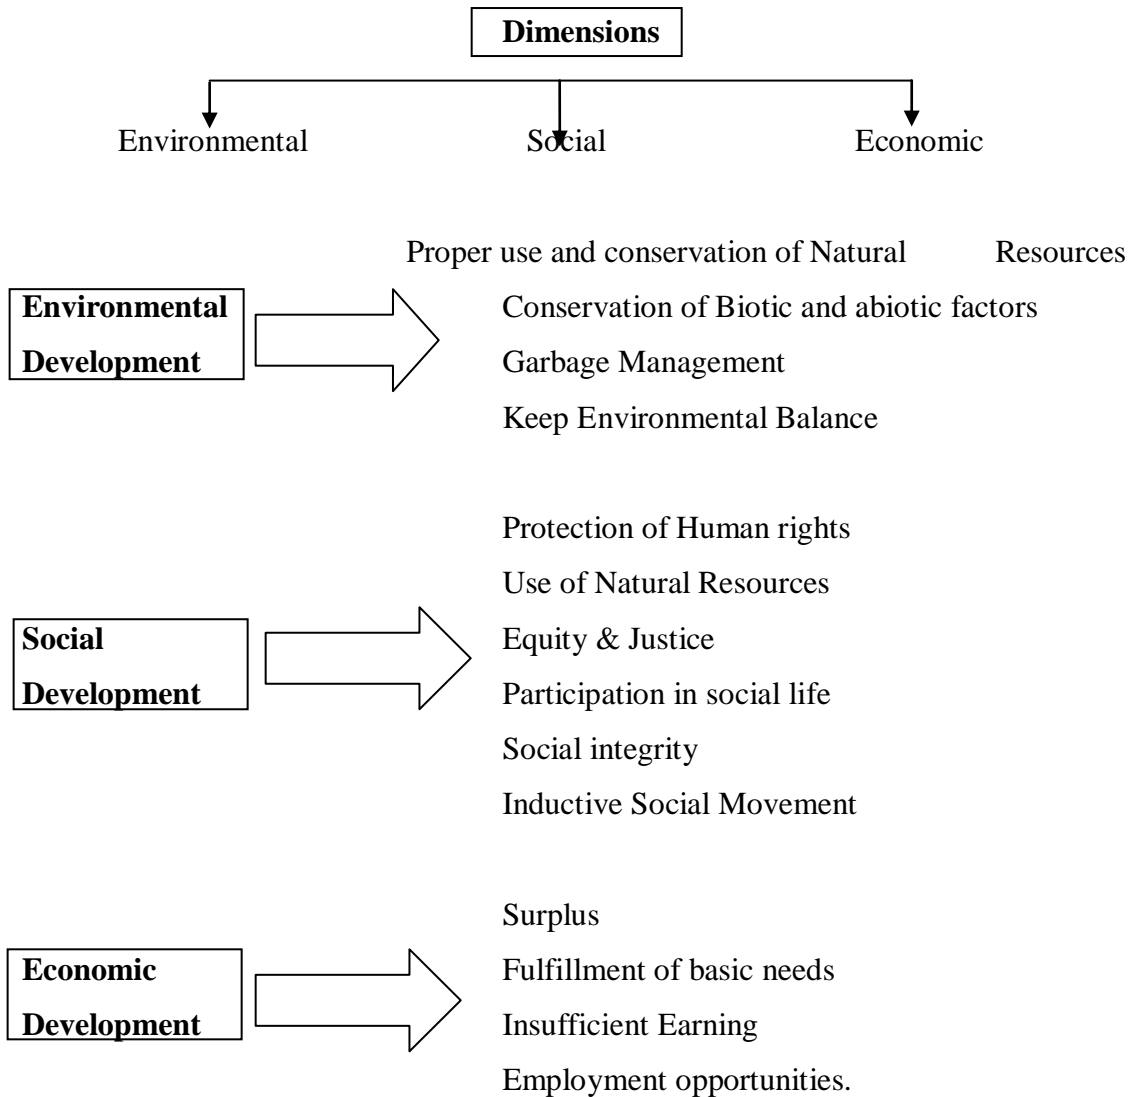 Dimensions
Environmental Social Economic
Proper use and conservation of Natural Resources
Environmental
Development
Conservation of Biotic and abiotic factors
Garbage Management
Keep Environmental Balance
Social
Development
Protection of Human rights
Use of Natural Resources
Equity & Justice
Participation in social life
Social integrity
Inductive Social Movement
Economic
Development
Surplus
Fulfillment of basic needs
Insufficient Earning
Employment opportunities.